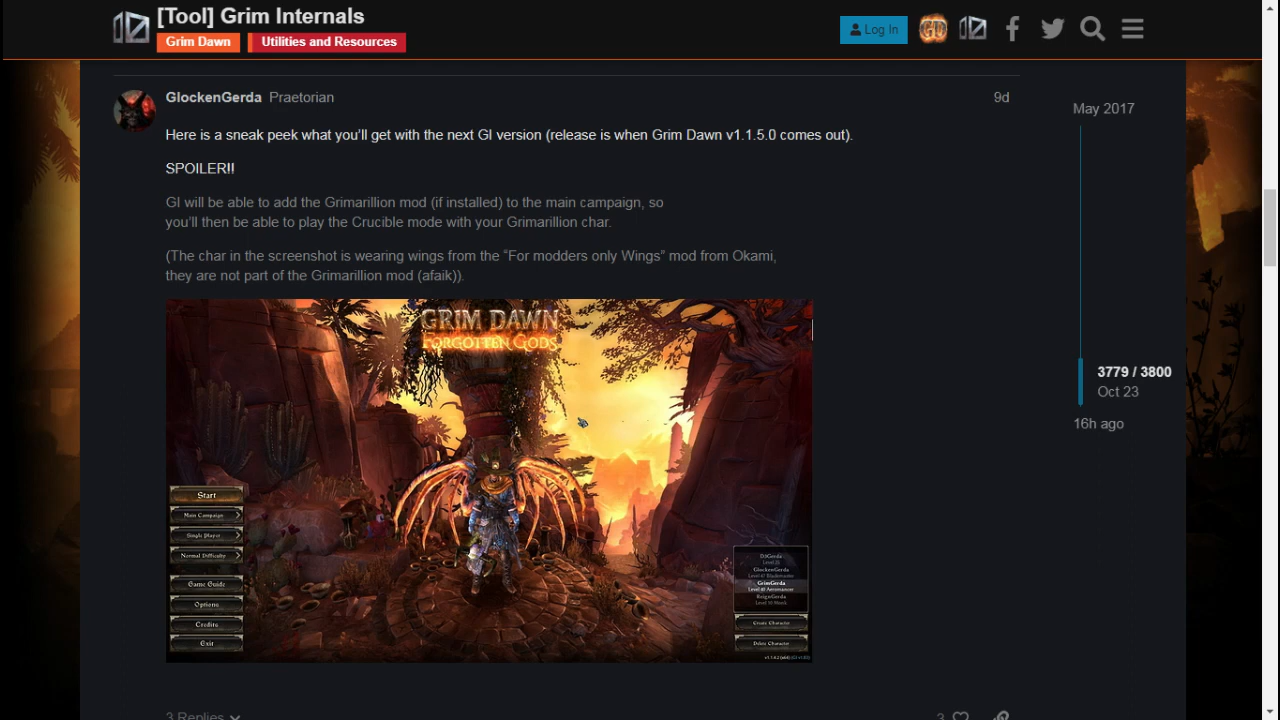 [Tool] Grim Internals
Grim Dawn
Utilities and Resources
Log In
GlockenGerda Praetorian
9d
Here is a sneak peek what you'll get with the next GI version (release is when Grim Dawn v1.1.5.0 comes out).
SPOILER!!
GI will be able to add the Grimarillion mod (if installed) to the main campaign, so
you'll then be able to play the Crucible mode with your Grimarillion char.
(The char in the screenshot is wearing wings from the “For modders only Wings” mod from Okami,
they are not part of the Grimarillion mod (afaik)).
GRIM DAWN
FORGOTTEN GODS
Start
Main Campaign
Single Player
Normal Difficulty
Game Guide
Options
Credits
Exit
GlockenGerda
GrimGerda
ReignGerda
Create Character
Delete Character
May 2017
3779 / 3800
Oct 23
16h ago
3 Replies
3